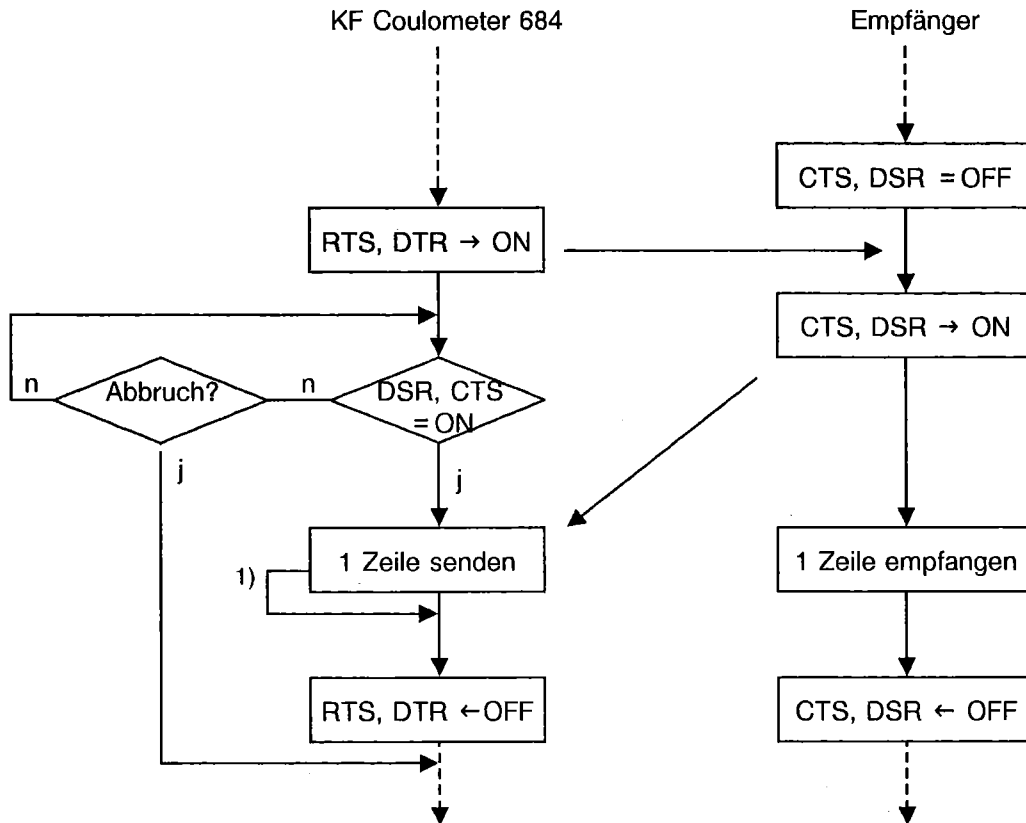 KF Coulometer 684
Empfänger
CTS, DSR = OFF
RTS, DTR → ON
CTS, DSR → ON
n
Abbruch?
n
DSR, CTS
= ON
j
j
1 Zeile senden
1 Zeile empfangen
1)
RTS, DTR ← OFF
CTS, DSR ← OFF